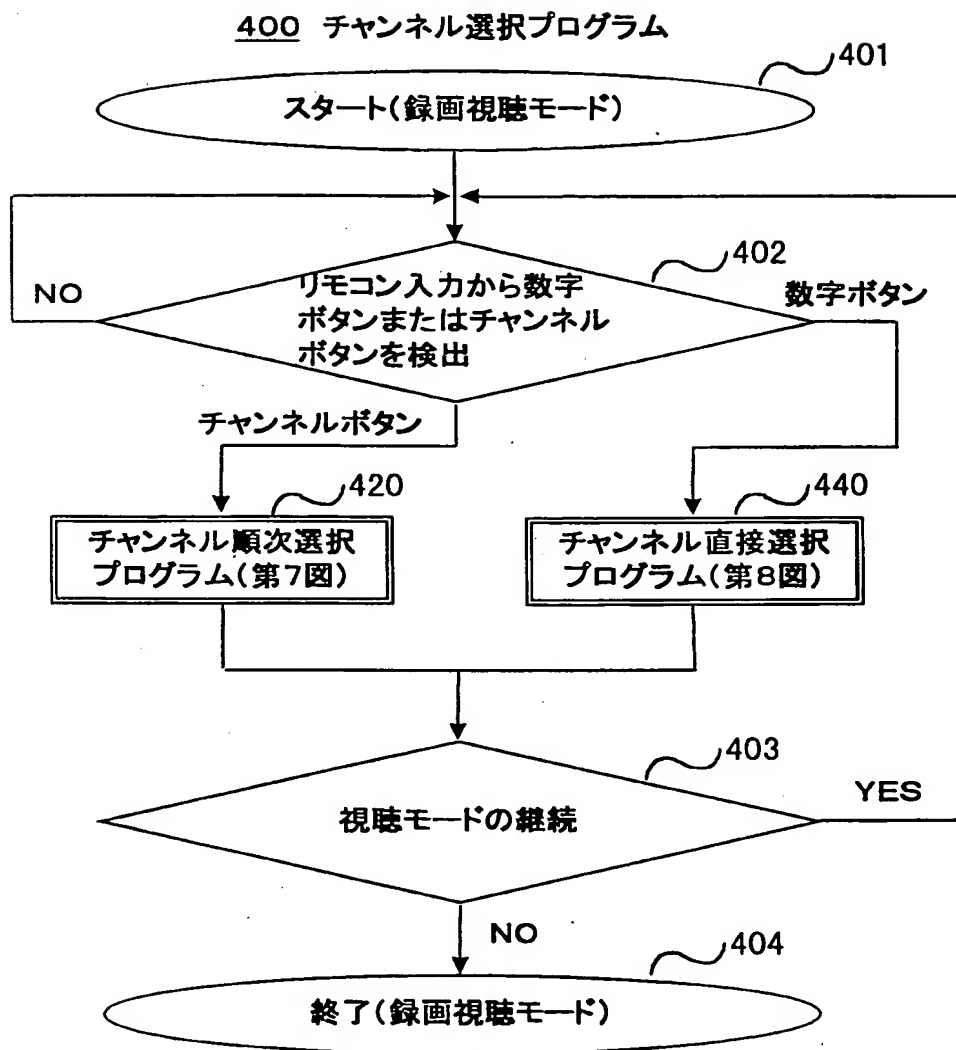 400 チャンネル選択プログラム
401
スタート(録画視聴モード)
402
リモコン入力から数字
ボタンまたはチャンネル
ボタンを検出
NO
数字ボタン
チャンネルボタン
420
チャンネル順次選択
プログラム(第7図)
440
チャンネル直接選択
プログラム(第8図)
403
視聴モードの継続
YES
NO
404
終了(録画視聴モード)